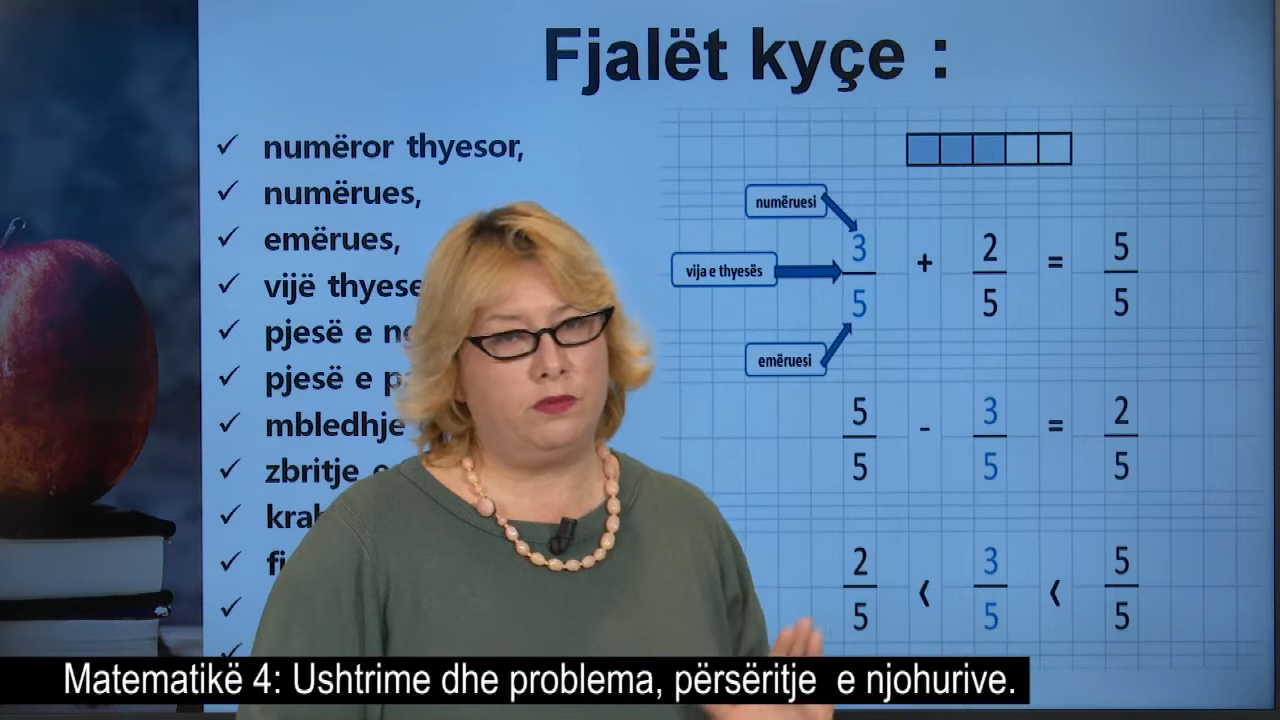 Fjalët kyçe :
numëror thyesor,
numërues,
emërues,
vijë
pjesë e
pjesë e
mbledhje
zbritje
numëruesi
vija e thyesës
emëruesi
3/5 + 2/5 = 5/5
5/5 - 3/5 = 2/5
2/5 < 3/5 < 5/5
Matematikë 4: Ushtrime dhe problema, përsëritje e njohurive.